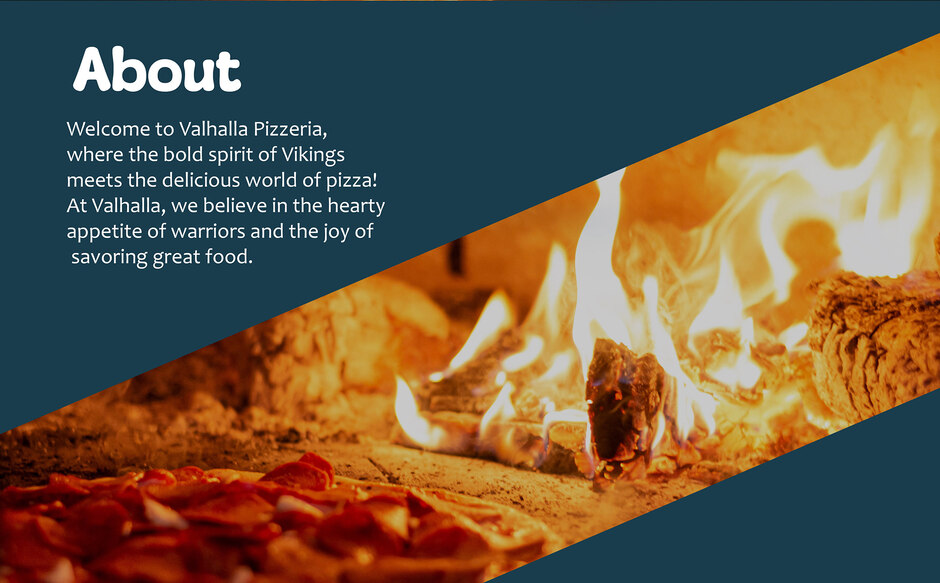 About
Welcome to Valhalla Pizzeria,
where the bold spirit of Vikings
meets the delicious world of pizza!
At Valhalla, we believe in the hearty
appetite of warriors and the joy of
savoring great food.